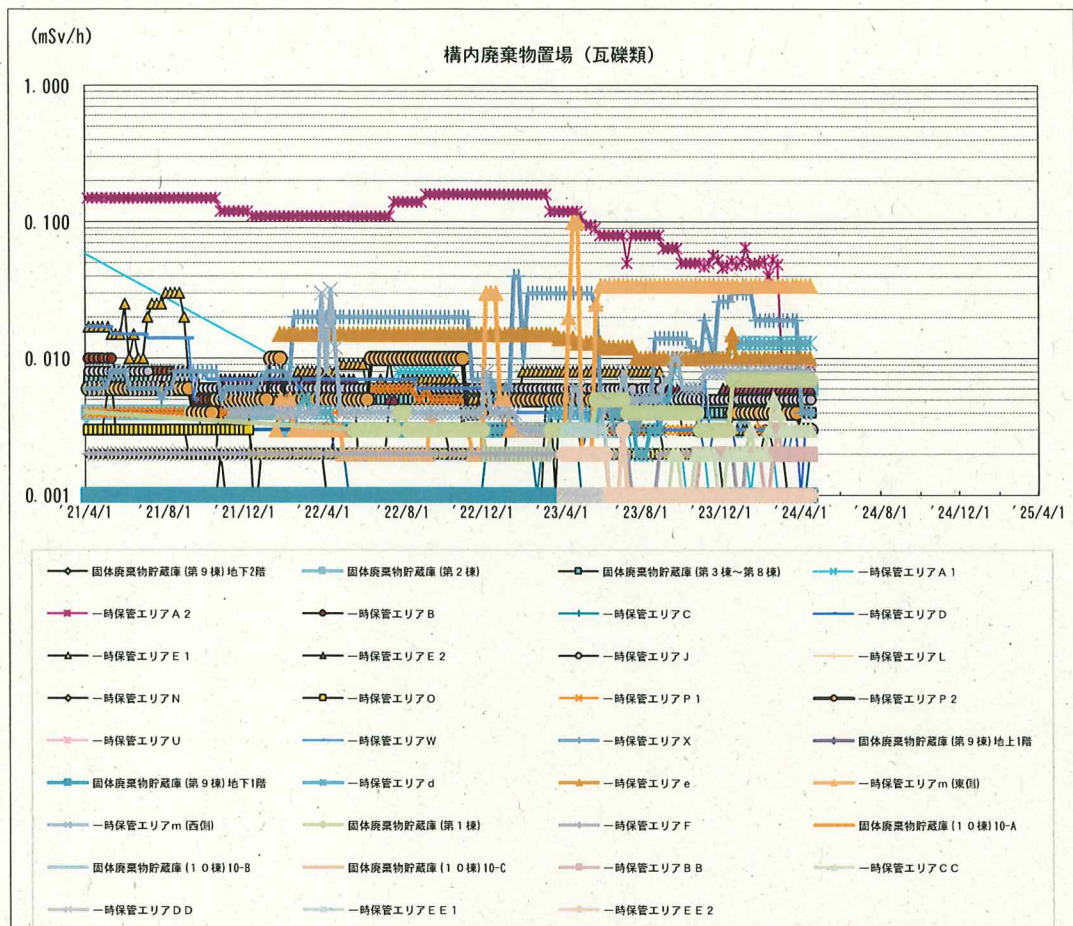 (mSv/h)
構内廃棄物置場（瓦礫類）
1.000
0.100
0.010
0.001
'21/4/1 '21/8/1 '21/12/1 '22/4/1 '22/8/1 '22/12/1 '23/4/1 '23/8/1 '23/12/1 '24/4/1 '24/8/1 '24/12/1 '25/4/1
固体廃棄物貯蔵庫(第９棟)地下2階 固体廃棄物貯蔵庫(第２棟) 固体廃棄物貯蔵庫(第３棟～第８棟) 一時保管エリアＡ１
一時保管エリアＡ２ 一時保管エリアＢ 一時保管エリアＣ 一時保管エリアＤ
一時保管エリアＥ１ 一時保管エリアＥ２ 一時保管エリアＪ 一時保管エリアＬ
一時保管エリアＮ 一時保管エリアＯ 一時保管エリアＰ１ 一時保管エリアＰ２
一時保管エリアＵ 一時保管エリアＷ 一時保管エリアＸ 固体廃棄物貯蔵庫(第９棟)地上1階
固体廃棄物貯蔵庫(第９棟)地下1階 一時保管エリアｄ 一時保管エリアｅ 一時保管エリアｍ(東側)
一時保管エリアｍ(西側) 固体廃棄物貯蔵庫(第１棟) 一時保管エリアＦ 固体廃棄物貯蔵庫(１０棟)10-A
固体廃棄物貯蔵庫(１０棟)10-B 固体廃棄物貯蔵庫(１０棟)10-C 一時保管エリアＢＢ 一時保管エリアＣＣ
一時保管エリアＤＤ 一時保管エリアＥＥ１ 一時保管エリアＥＥ２